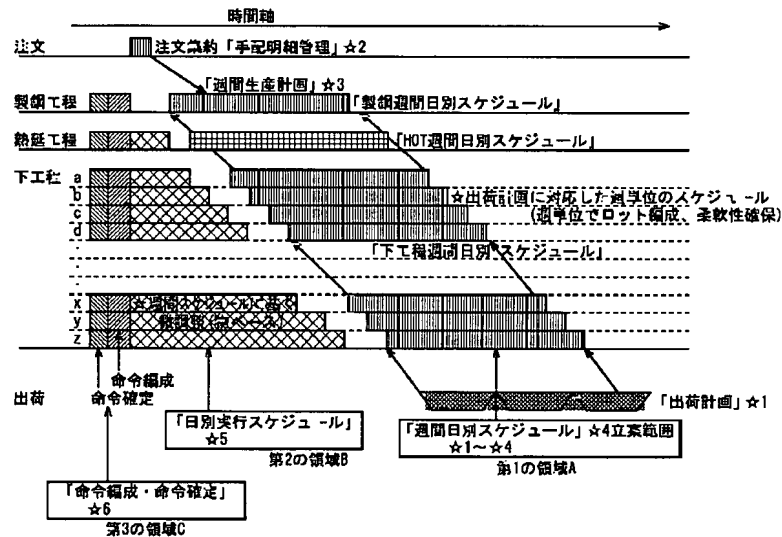 時間軸
注文
注文集約「手配明細管理」☆2
「週間生産計画」☆3
製鋼工程
「製鋼週間日別スケジュール」
熱延工程
「HOT週間日別スケジュール」
下工程 a
b
☆出荷計画に対応した週単位のスケジュール
c
(週単位でロット編成、柔軟性確保)
d
「下工程週間日別スケジュール」
x
☆週間スケジュールに基く
y
微調整
z
命令編成
命令確定
出荷
「出荷計画」☆1
「日別実行スケジュール」
☆5
第2の領域B
「週間日別スケジュール」☆4立案範囲
☆1～☆4
第1の領域A
「命令編成・命令確定」
☆6
第3の領域C